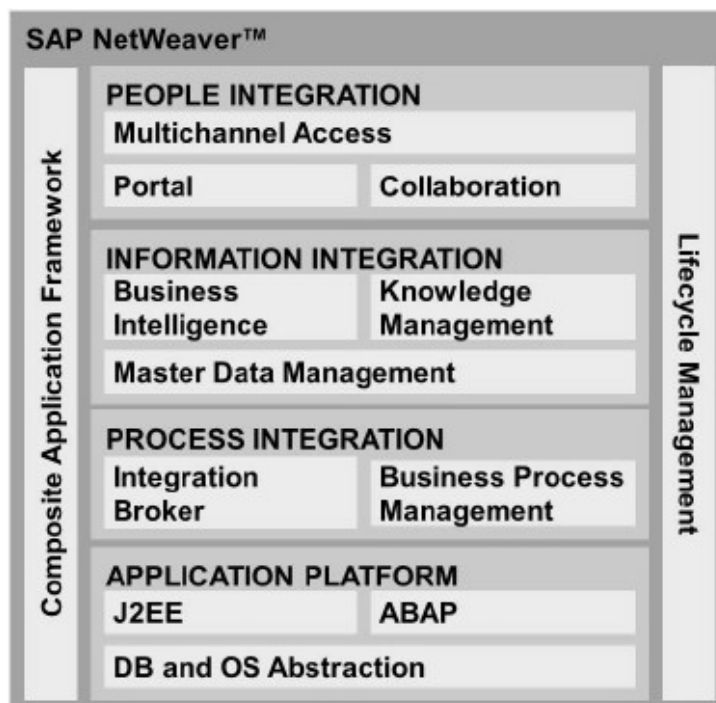 SAP NetWeaver™
Composite Application Framework
PEOPLE INTEGRATION
Multichannel Access
Portal
Collaboration
INFORMATION INTEGRATION
Business
Intelligence
Knowledge
Management
Master Data Management
PROCESS INTEGRATION
Integration
Broker
Business Process
Management
APPLICATION PLATFORM
J2EE
ABAP
DB and OS Abstraction
Lifecycle Management